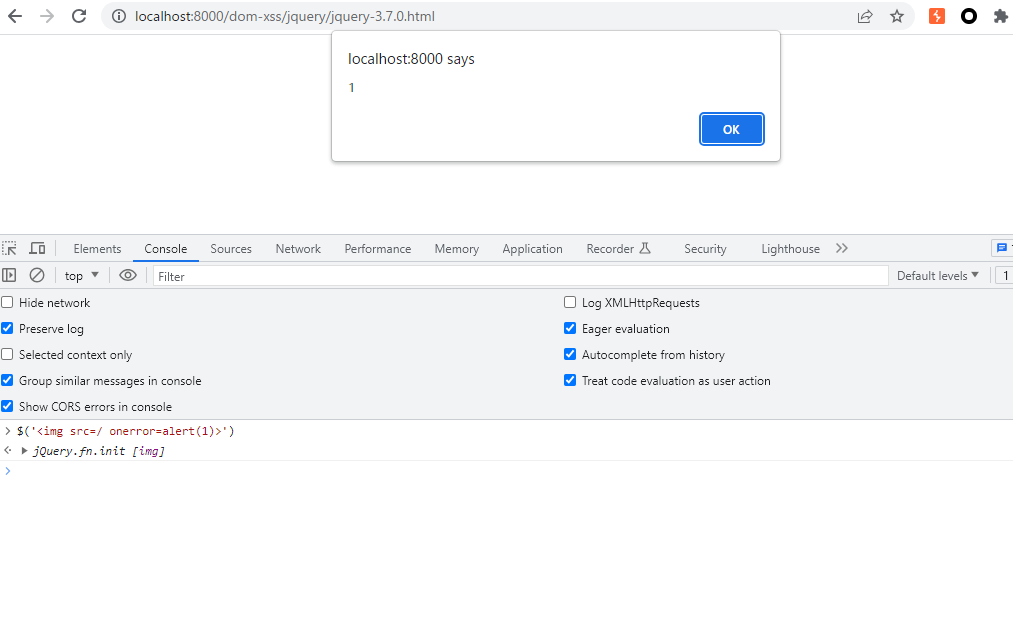 localhost:8000/dom-xss/jquery/jquery-3.7.0.html
localhost:8000 says
1
OK
Elements Console Sources Network Performance Memory Application Recorder Security Lighthouse
top Filter Default levels 1
Hide network Log XMLHttpRequests
Preserve log Eager evaluation
Selected context only Autocomplete from history
Group similar messages in console Treat code evaluation as user action
Show CORS errors in console
$('<img src=/ onerror=alert(1)>')
jQuery.fn.init [img]